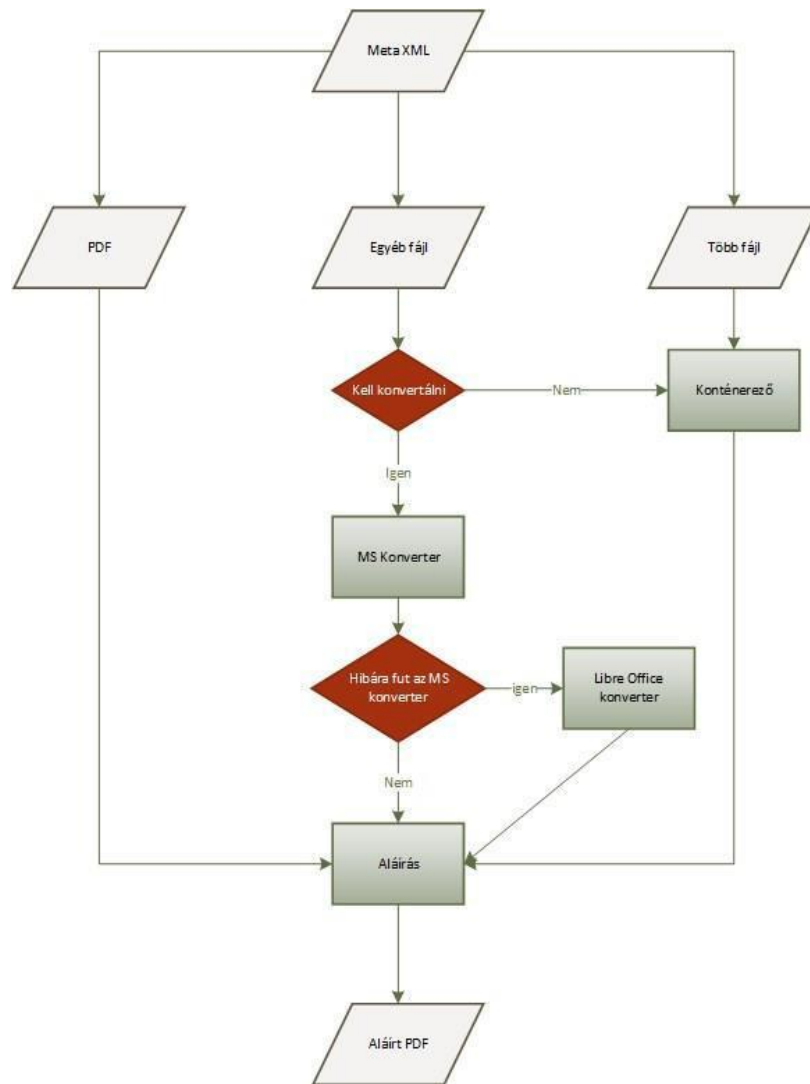 Meta XML
PDF
Egyéb fájl
Több fájl
Kell konvertálni
Nem
Konténerező
Igen
MS Konverter
Hibára fut az MS
konverter
igen
Libre Office
konverter
Nem
Aláírás
Aláírt PDF